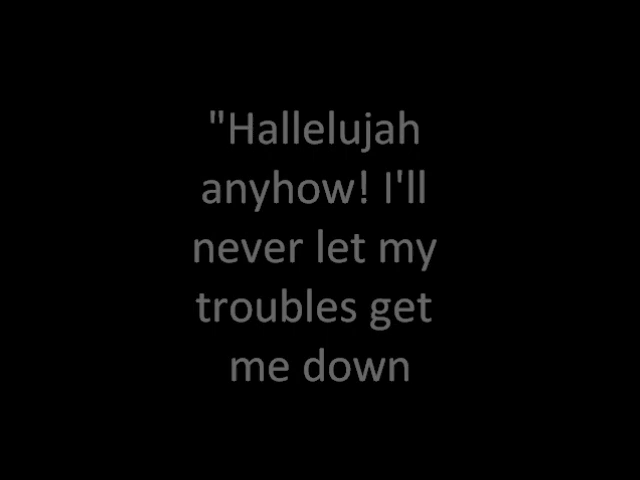 "Hallelujah
anyhow! I'll
never let my
troubles get
me down